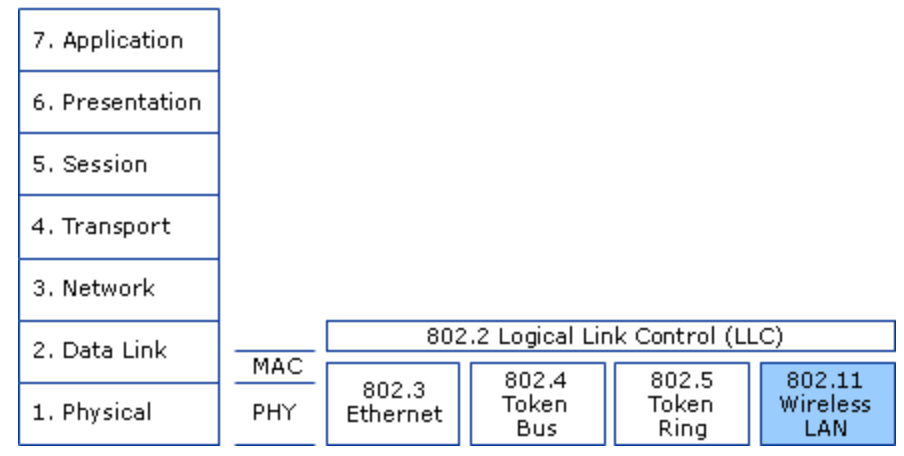 7. Application
6. Presentation
5. Session
4. Transport
3. Network
2. Data Link
1. Physical
MAC
PHY
802.2 Logical Link Control (LLC)
802.3
Ethernet
802.4
Token
Bus
802.5
Token
Ring
802.11
Wireless
LAN